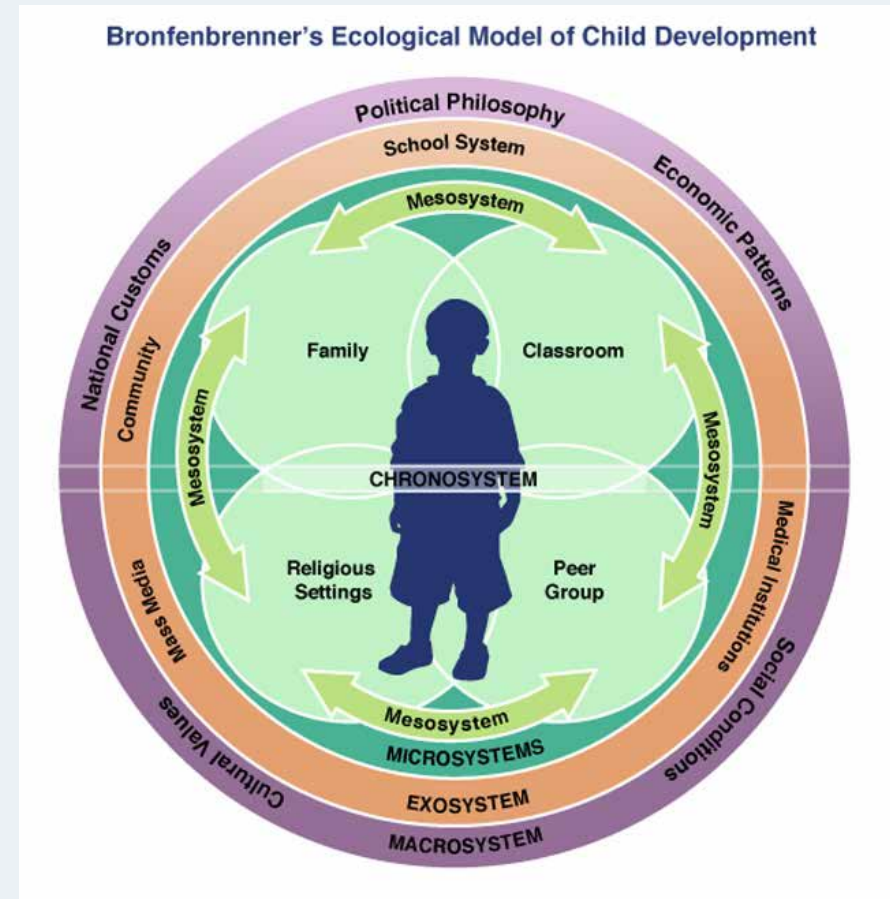 Bronfenbrenner's Ecological Model of Child Development
Political Philosophy
School System
Economic Patterns
Mesosystem
National Customs
Family
Classroom
Community
Mesosystem
Mesosystem
CHRONOSYSTEM
Medical Institutions
Religious
Settings
Peer
Group
Mass Media
Social Conditions
Cultural Values
Mesosystem
MICROSYSTEMS
EXOSYSTEM
MACROSYSTEM